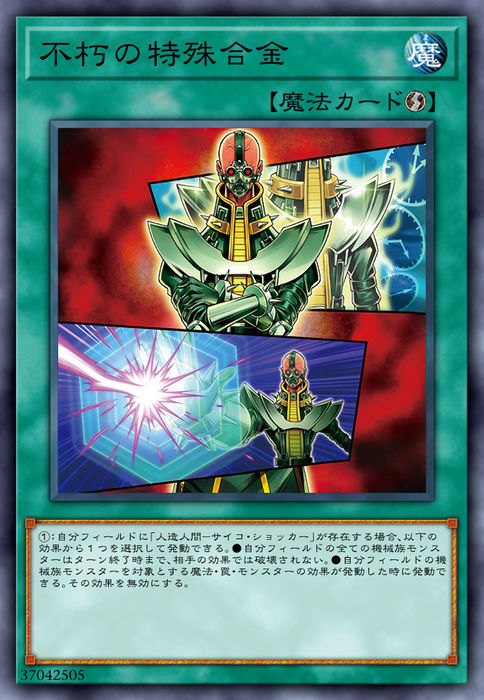 不朽の特殊合金
魔
【魔法カード】
①：自分フィールドに「人造人間－サイコ・ショッカー」が存在する場合、以下の
効果から１つを選択して発動できる。●自分フィールドの全ての機械族モンス
ターはターン終了時まで、相手の効果では破壊されない。●自分フィールドの機
械族モンスターを対象とする魔法・罠・モンスターの効果が発動した時に発動で
きる。その効果を無効にする。
37042505